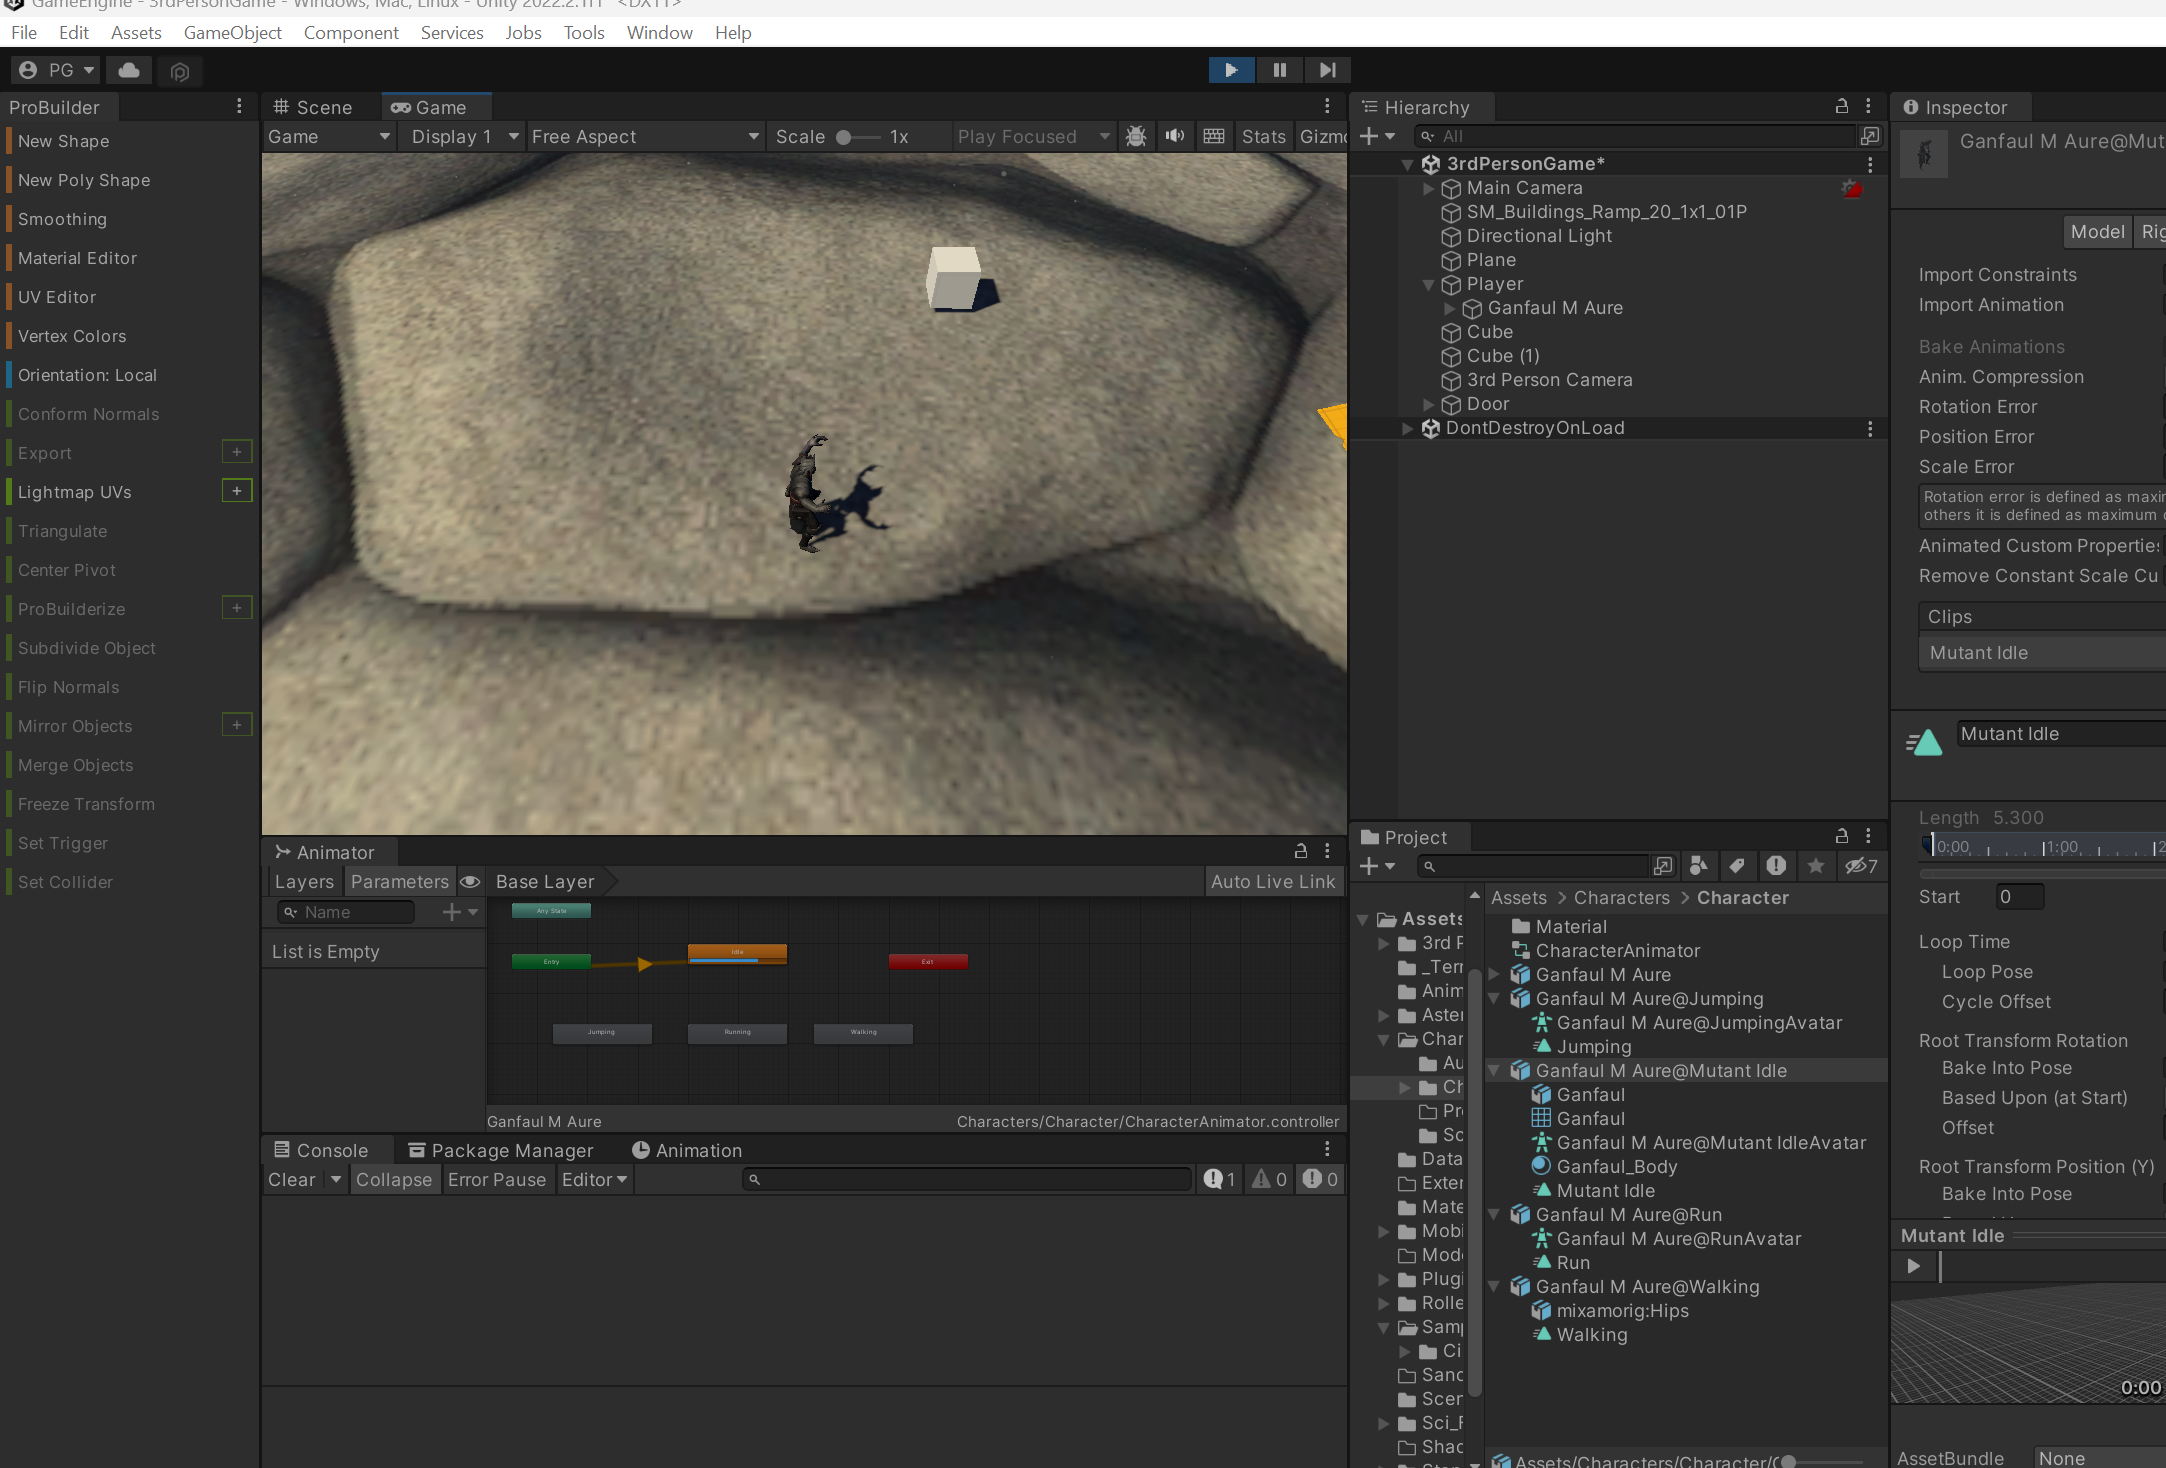 GameEngine - 3rdPersonGame - Windows, Mac, Linux - Unity 2022.2.1f1* <DX11>
File Edit Assets GameObject Component Services Jobs Tools Window Help
PG
ProBuilder
New Shape
New Poly Shape
Smoothing
Material Editor
UV Editor
Vertex Colors
Orientation: Local
Conform Normals
Export +
Lightmap UVs +
Triangulate
Center Pivot
ProBuilderize +
Subdivide Object
Flip Normals
Mirror Objects +
Merge Objects
Freeze Transform
Set Trigger
Set Collider
Scene Game
Game Display 1 Free Aspect Scale 1x Play Focused Stats Gizmo
Animator
Layers Parameters Base Layer Auto Live Link
Name
List is Empty
Any State
Entry Idle Exit
Jumping Running Walking
Ganfaul M Aure Characters/Character/CharacterAnimator.controller
Console Package Manager Animation
Clear Collapse Error Pause Editor 1 0 0
Hierarchy
All
3rdPersonGame*
Main Camera
SM_Buildings_Ramp_20_1x1_01P
Directional Light
Plane
Player
Ganfaul M Aure
Cube
Cube (1)
3rd Person Camera
Door
DontDestroyOnLoad
Project
7
Assets
3rd P
_Terr
Anim
Aster
Char
Au
Ch
Pr
Sc
Data
Exter
Mate
Mobi
Mode
Plugi
Rolle
Samp
Ci
Sanc
Scer
Sci_F
Shac
Assets > Characters > Character
Material
CharacterAnimator
Ganfaul M Aure
Ganfaul M Aure@Jumping
Ganfaul M Aure@JumpingAvatar
Jumping
Ganfaul M Aure@Mutant Idle
Ganfaul
Ganfaul
Ganfaul M Aure@Mutant IdleAvatar
Ganfaul_Body
Mutant Idle
Ganfaul M Aure@Run
Ganfaul M Aure@RunAvatar
Run
Ganfaul M Aure@Walking
mixamorig:Hips
Walking
Assets/Characters/Character/
Inspector
Ganfaul M Aure@Mut
Model Rig
Import Constraints
Import Animation
Bake Animations
Anim. Compression
Rotation Error
Position Error
Scale Error
Rotation error is defined as maxi
others it is defined as maximum
Animated Custom Propertie
Remove Constant Scale Cu
Clips
Mutant Idle
Mutant Idle
Length 5.300
0:00 1:00 2
Start 0
Loop Time
Loop Pose
Cycle Offset
Root Transform Rotation
Bake Into Pose
Based Upon (at Start)
Offset
Root Transform Position (Y)
Bake Into Pose
Mutant Idle
0:00
AssetBundle None